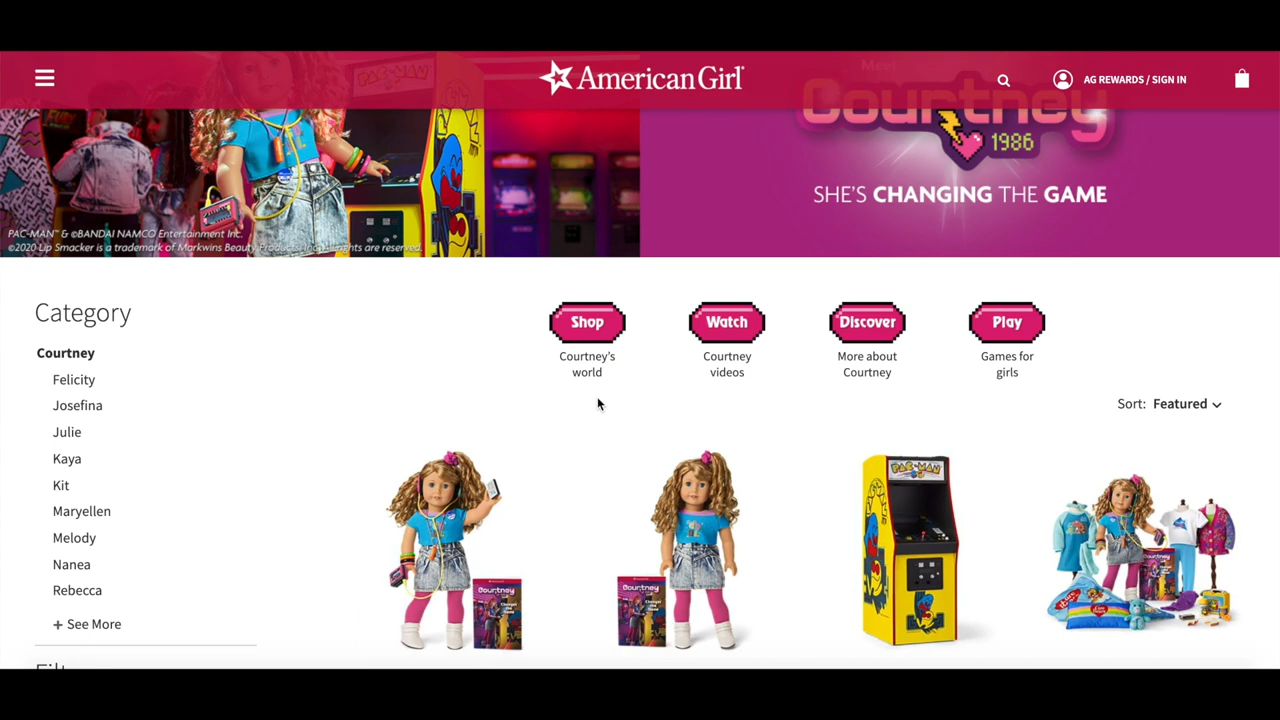 American Girl
AG REWARDS / SIGN IN
Meet
Courtney
1986
SHE'S CHANGING THE GAME
PAC-MAN
PAC-MAN™ & ©BANDAI NAMCO Entertainment Inc.
©2020 Lip Smacker is a trademark of Markwins Beauty Products, Inc. All rights are reserved.
Category
Courtney
Felicity
Josefina
Julie
Kaya
Kit
Maryellen
Melody
Nanea
Rebecca
+ See More
Shop
Courtney's
world
Watch
Courtney
videos
Discover
More about
Courtney
Play
Games for
girls
Sort: Featured
Courtney
Courtney
PAC-MAN